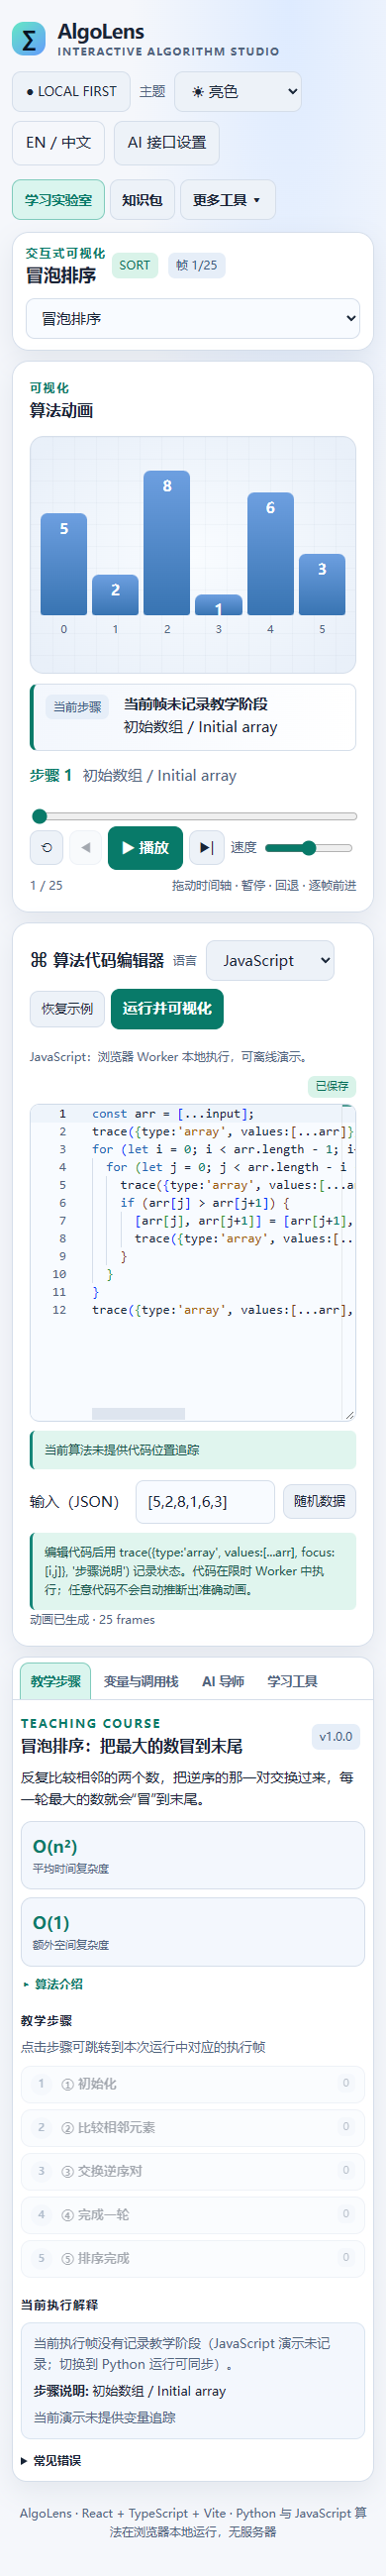 ∑ AlgoLens
INTERACTIVE ALGORITHM STUDIO
● LOCAL FIRST 主题 ☀ 亮色
EN / 中文 AI 接口设置
学习实验室 知识包 更多工具 ▾
交互式可视化
冒泡排序 SORT 帧 1/25
冒泡排序
可视化
算法动画
5 2 8 1 6 3
0 1 2 3 4 5
当前步骤 当前帧未记录教学阶段
初始数组 / Initial array
步骤 1 初始数组 / Initial array
⟲ ◀ ▶ 播放 ▶| 速度
1 / 25 拖动时间轴 · 暂停 · 回退 · 逐帧前进
⌘ 算法代码编辑器 语言 JavaScript
恢复示例 运行并可视化
JavaScript：浏览器 Worker 本地执行，可离线演示。
已保存
1 const arr = [...input];
2 trace({type:'array', values:[...arr]}
3 for (let i = 0; i < arr.length - 1; i
4 for (let j = 0; j < arr.length - i
5 trace({type:'array', values:[...a
6 if (arr[j] > arr[j+1]) {
7 [arr[j], arr[j+1]] = [arr[j+1],
8 trace({type:'array', values:[..
9 }
10 }
11 }
12 trace({type:'array', values:[...arr],
当前算法未提供代码位置追踪
输入（JSON） [5,2,8,1,6,3] 随机数据
编辑代码后用 trace({type:'array', values:[...arr], focus:
[i,j]}, '步骤说明') 记录状态。代码在限时 Worker 中执
行；任意代码不会自动推断出准确动画。
动画已生成 · 25 frames
教学步骤 变量与调用栈 AI 导师 学习工具
TEACHING COURSE
冒泡排序：把最大的数冒到末尾 v1.0.0
反复比较相邻的两个数，把逆序的那一对交换过来，每
一轮最大的数就会“冒”到末尾。
O(n²)
平均时间复杂度
O(1)
额外空间复杂度
▸ 算法介绍
教学步骤
点击步骤可跳转到本次运行中对应的执行帧
1 ① 初始化 0
2 ② 比较相邻元素 0
3 ③ 交换逆序对 0
4 ④ 完成一轮 0
5 ⑤ 排序完成 0
当前执行解释
当前执行帧没有记录教学阶段（JavaScript 演示未记
录；切换到 Python 运行可同步）。
步骤说明: 初始数组 / Initial array
当前演示未提供变量追踪
▸ 常见错误
AlgoLens · React + TypeScript + Vite · Python 与 JavaScript 算
法在浏览器本地运行，无服务器